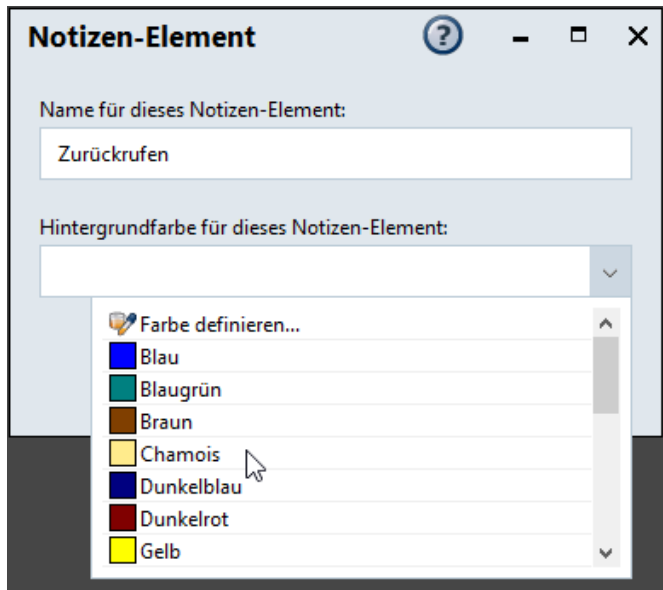 Notizen-Element
Name für dieses Notizen-Element:
Zurückrufen
Hintergrundfarbe für dieses Notizen-Element:
Farbe definieren...
Blau
Blaugrün
Braun
Chamois
Dunkelblau
Dunkelrot
Gelb